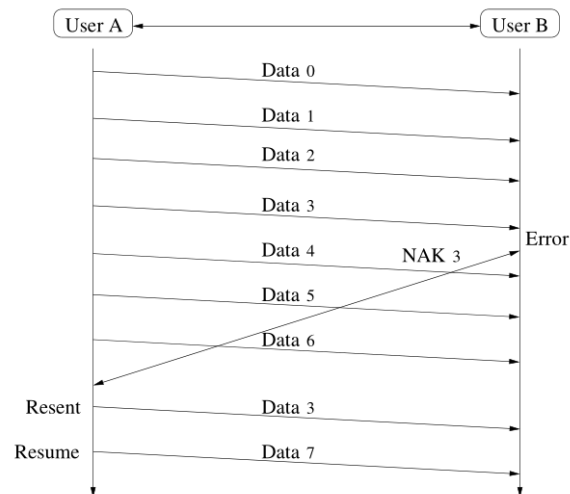 User A
User B
Data 0
Data 1
Data 2
Data 3
Error
Data 4
NAK 3
Data 5
Data 6
Resent
Data 3
Resume
Data 7